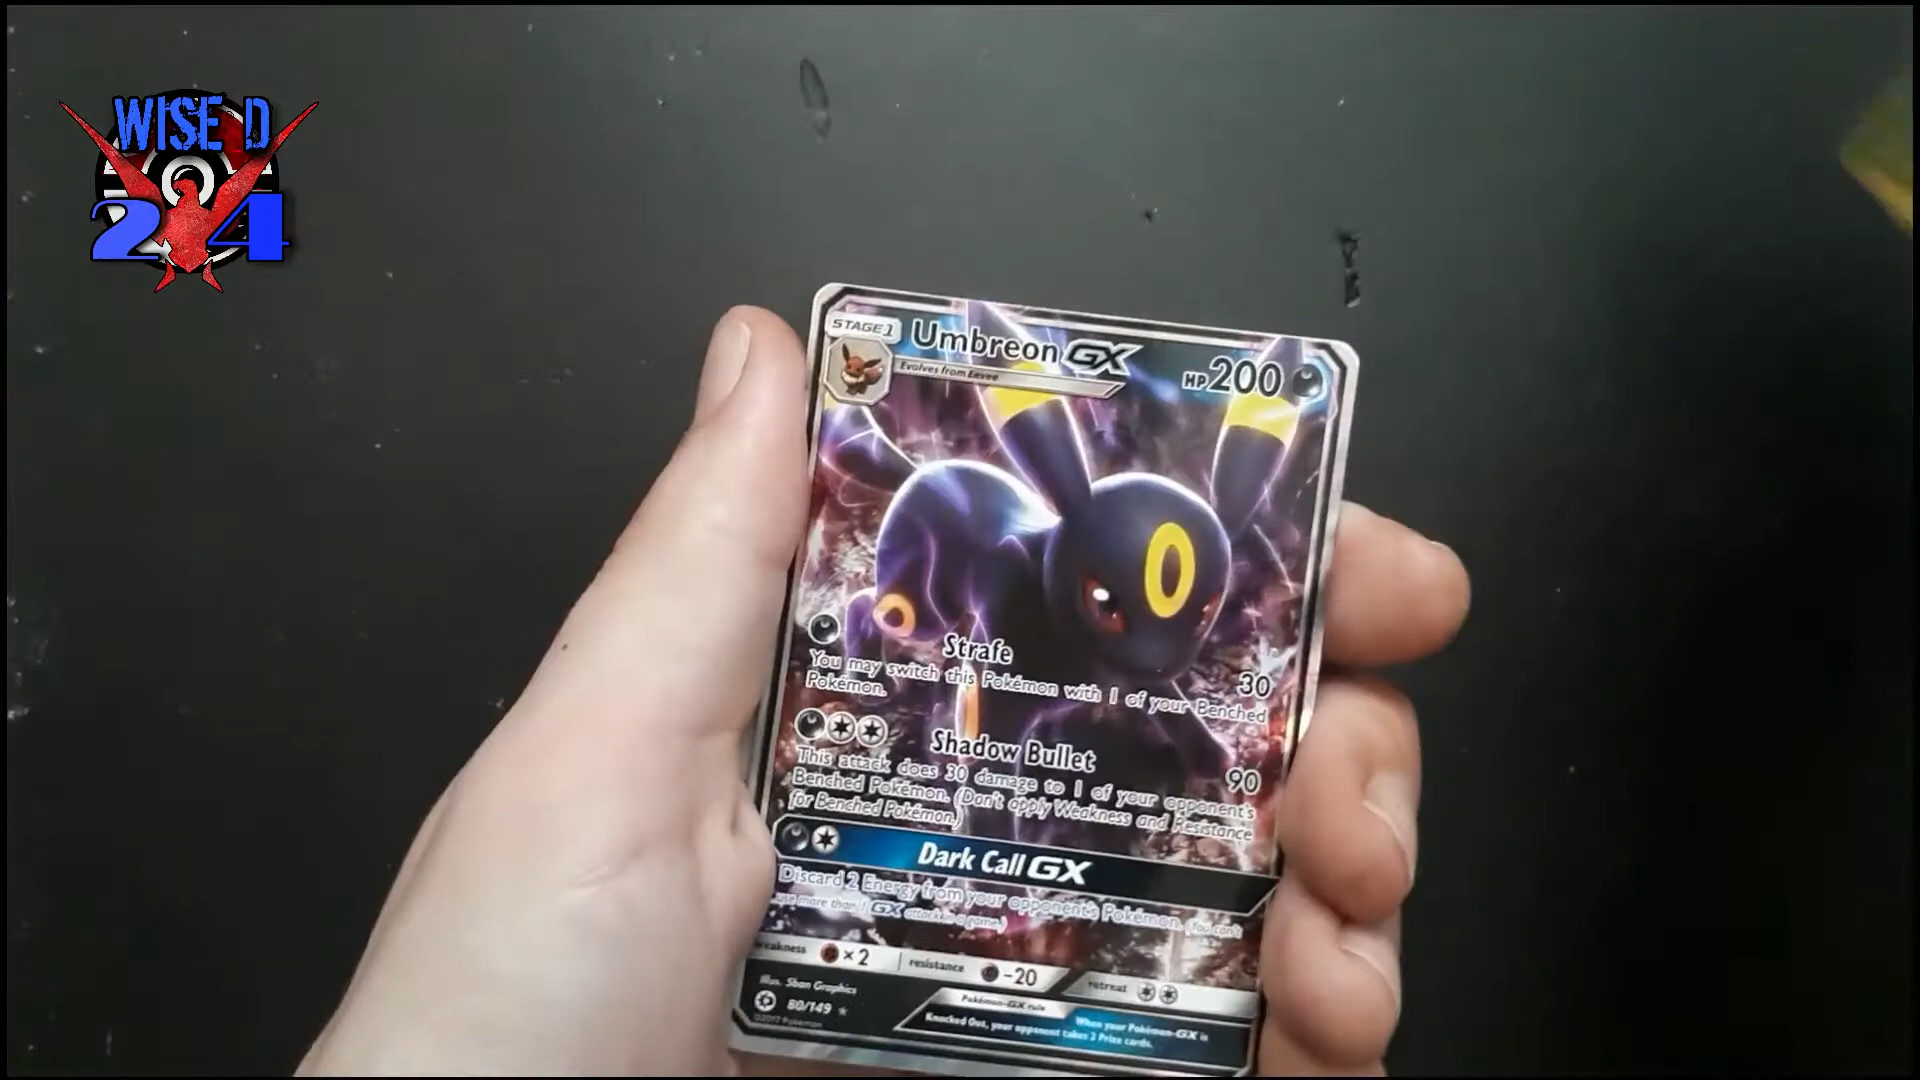 WISE D
24
STAGE 1 Umbreon GX HP 200
Evolves from Eevee
Strafe 30
You may switch this Pokémon with 1 of your Benched
Pokémon.
Shadow Bullet 90
This attack does 30 damage to 1 of your opponent's
Benched Pokémon. (Don't apply Weakness and Resistance
for Benched Pokémon.)
Dark Call GX
Discard 2 Energy from your opponent's Pokémon. (You can't
use more than 1 GX attack in a game.)
weakness ×2 resistance -20 retreat
Illus. 5ban Graphics
80/149
©2017 Pokémon
Pokémon-GX rule
When your Pokémon-GX is
Knocked Out, your opponent takes 2 Prize cards.